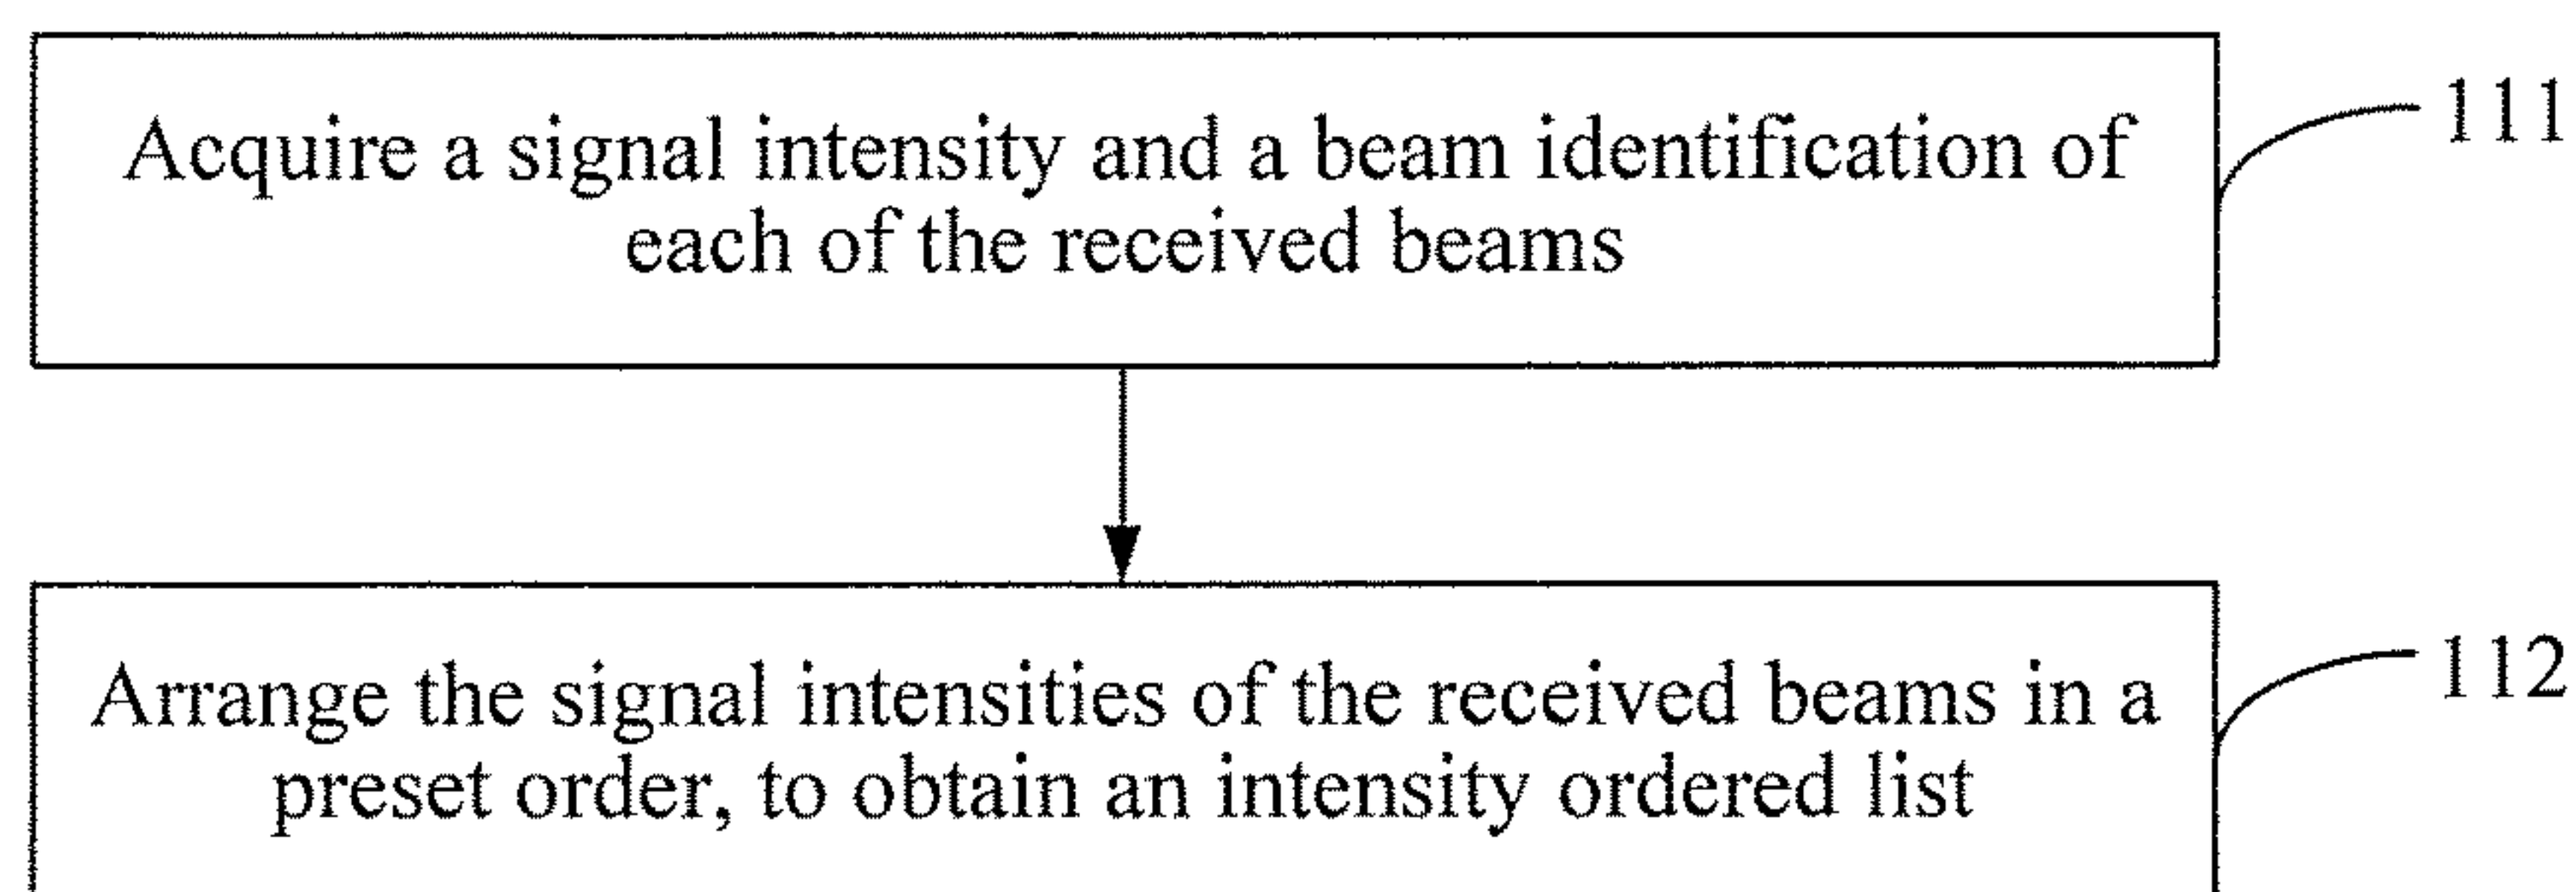 Acquire a signal intensity and a beam identification of
each of the received beams
111
Arrange the signal intensities of the received beams in a
preset order, to obtain an intensity ordered list
112